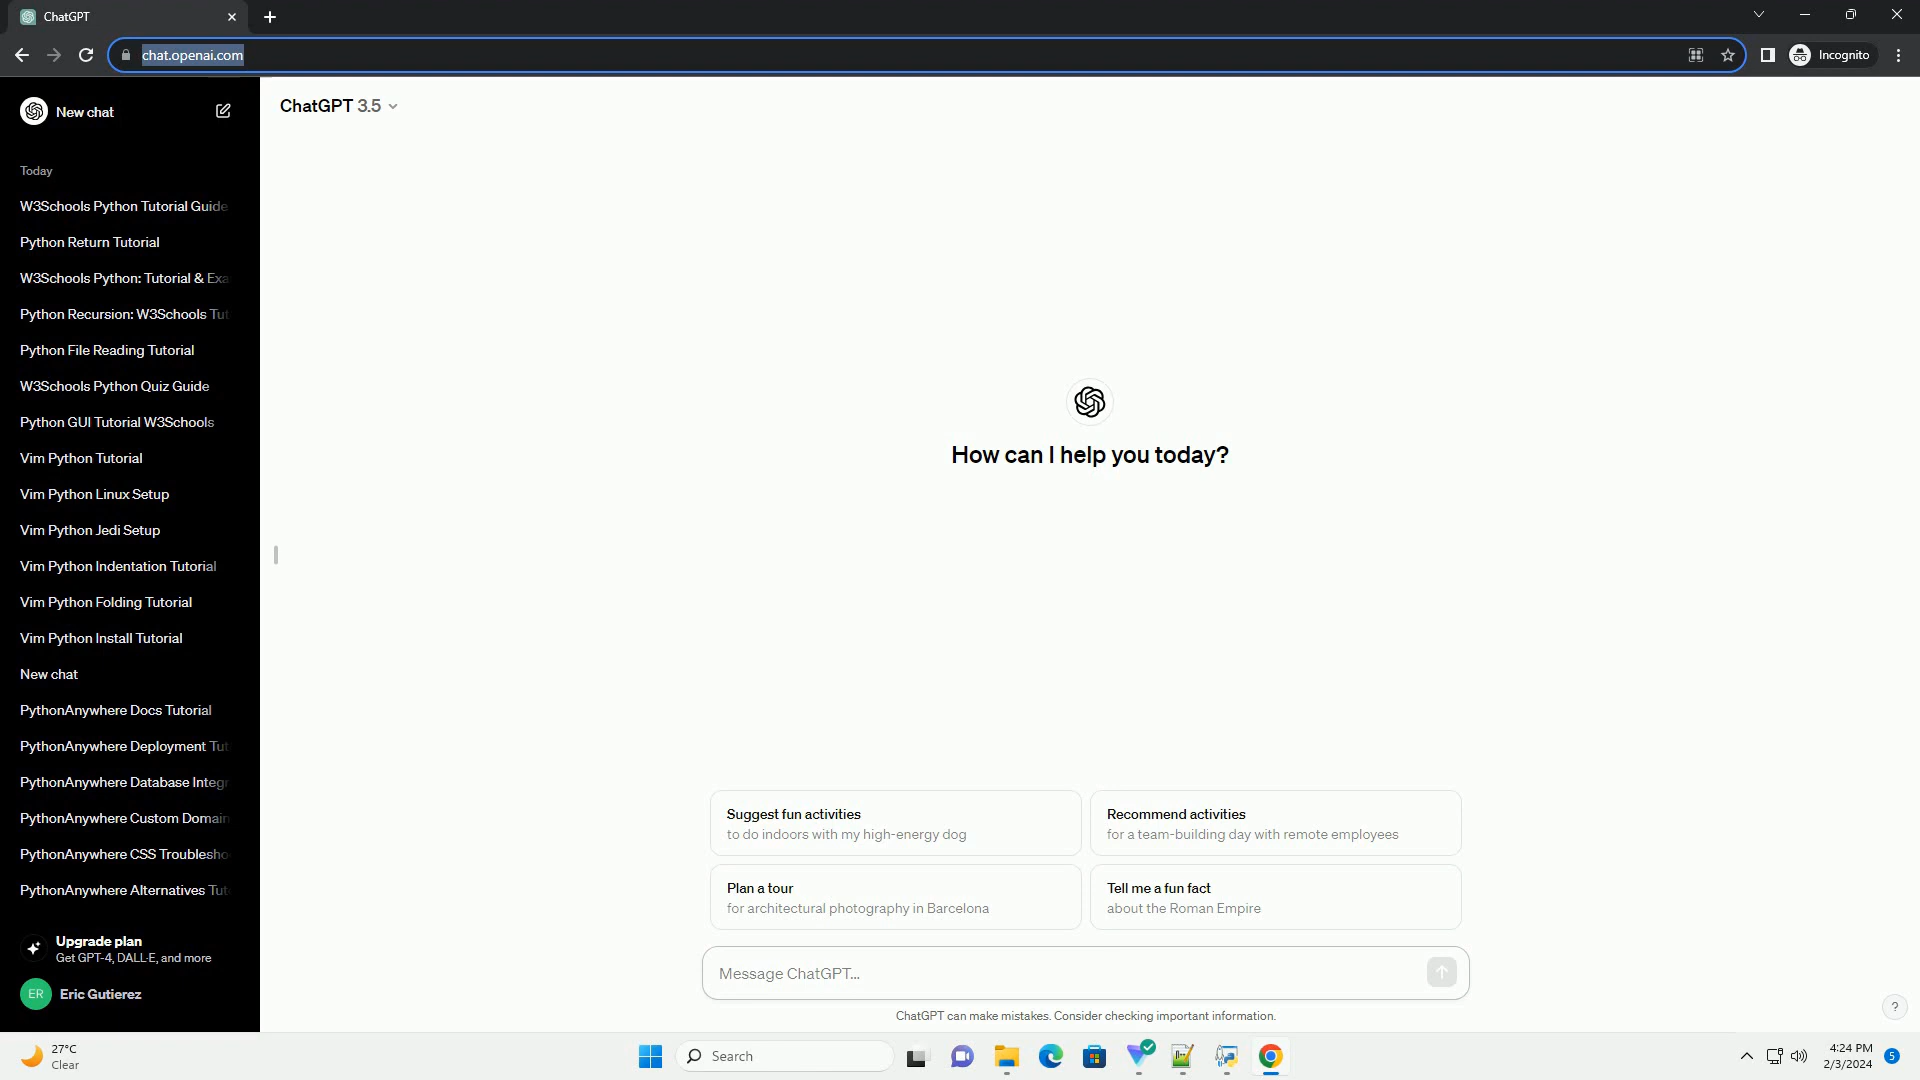 ChatGPT
chat.openai.com
Incognito
New chat
ChatGPT 3.5
Today
W3Schools Python Tutorial Guide
Python Return Tutorial
W3Schools Python: Tutorial & Exa
Python Recursion: W3Schools Tut
Python File Reading Tutorial
W3Schools Python Quiz Guide
Python GUI Tutorial W3Schools
Vim Python Tutorial
Vim Python Linux Setup
Vim Python Jedi Setup
Vim Python Indentation Tutorial
Vim Python Folding Tutorial
Vim Python Install Tutorial
New chat
PythonAnywhere Docs Tutorial
PythonAnywhere Deployment Tut
PythonAnywhere Database Integr
PythonAnywhere Custom Domain
PythonAnywhere CSS Troublesho
PythonAnywhere Alternatives Tut
Upgrade plan
Get GPT-4, DALL·E, and more
ER
Eric Gutierez
How can I help you today?
Suggest fun activities
to do indoors with my high-energy dog
Recommend activities
for a team-building day with remote employees
Plan a tour
for architectural photography in Barcelona
Tell me a fun fact
about the Roman Empire
Message ChatGPT...
ChatGPT can make mistakes. Consider checking important information.
?
27°C
Clear
Search
4:24 PM
2/3/2024
5